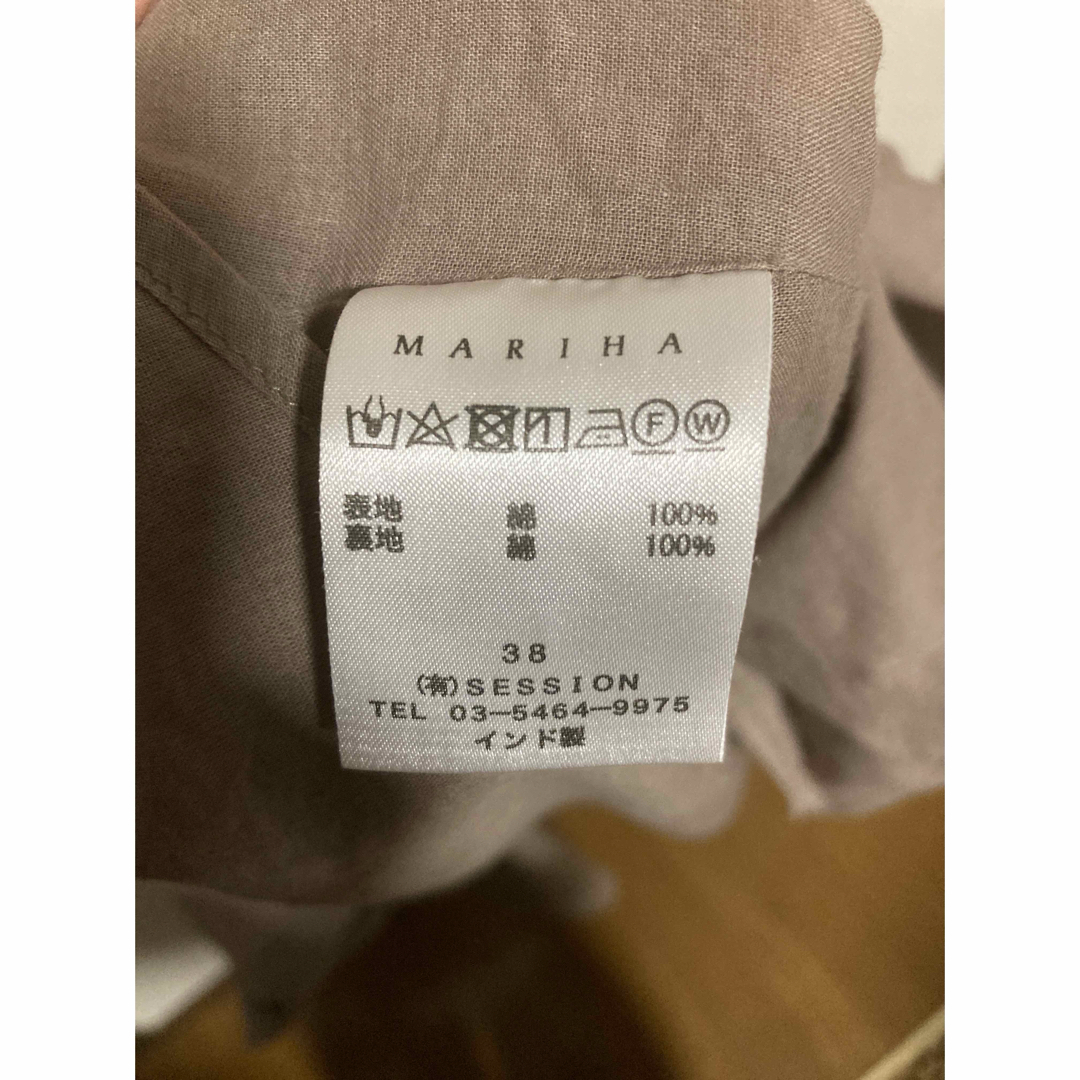 MARIHA
F W
表地 綿 100%
裏地 綿 100%
38
(有)SESSION
TEL 03-5464-9975
インド製